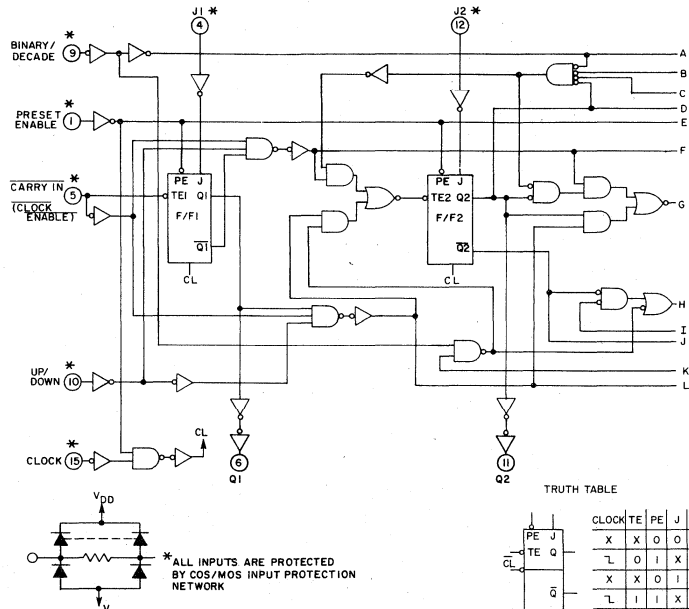 J1 *
4
J2 *
12
*
BINARY/
DECADE 9
A
B
C
D
*
PRESET
ENABLE 1
E
F
PE J
TE1 Q1
F/F1
Q1
CL
PE J
TE2 Q2
F/F2
Q2
CL
*
CARRY IN
5
(CLOCK
ENABLE)
G
H
I
J
K
L
*
UP/
DOWN 10
*
CLOCK 15
CL
6
Q1
11
Q2
VDD
* ALL INPUTS ARE PROTECTED
BY COS/MOS INPUT PROTECTION
NETWORK
V
TRUTH TABLE
PE J
TE Q
CL
Q
CLOCK TE PE J
X X 0 0
0 1 X
X X 0 1
1 1 X